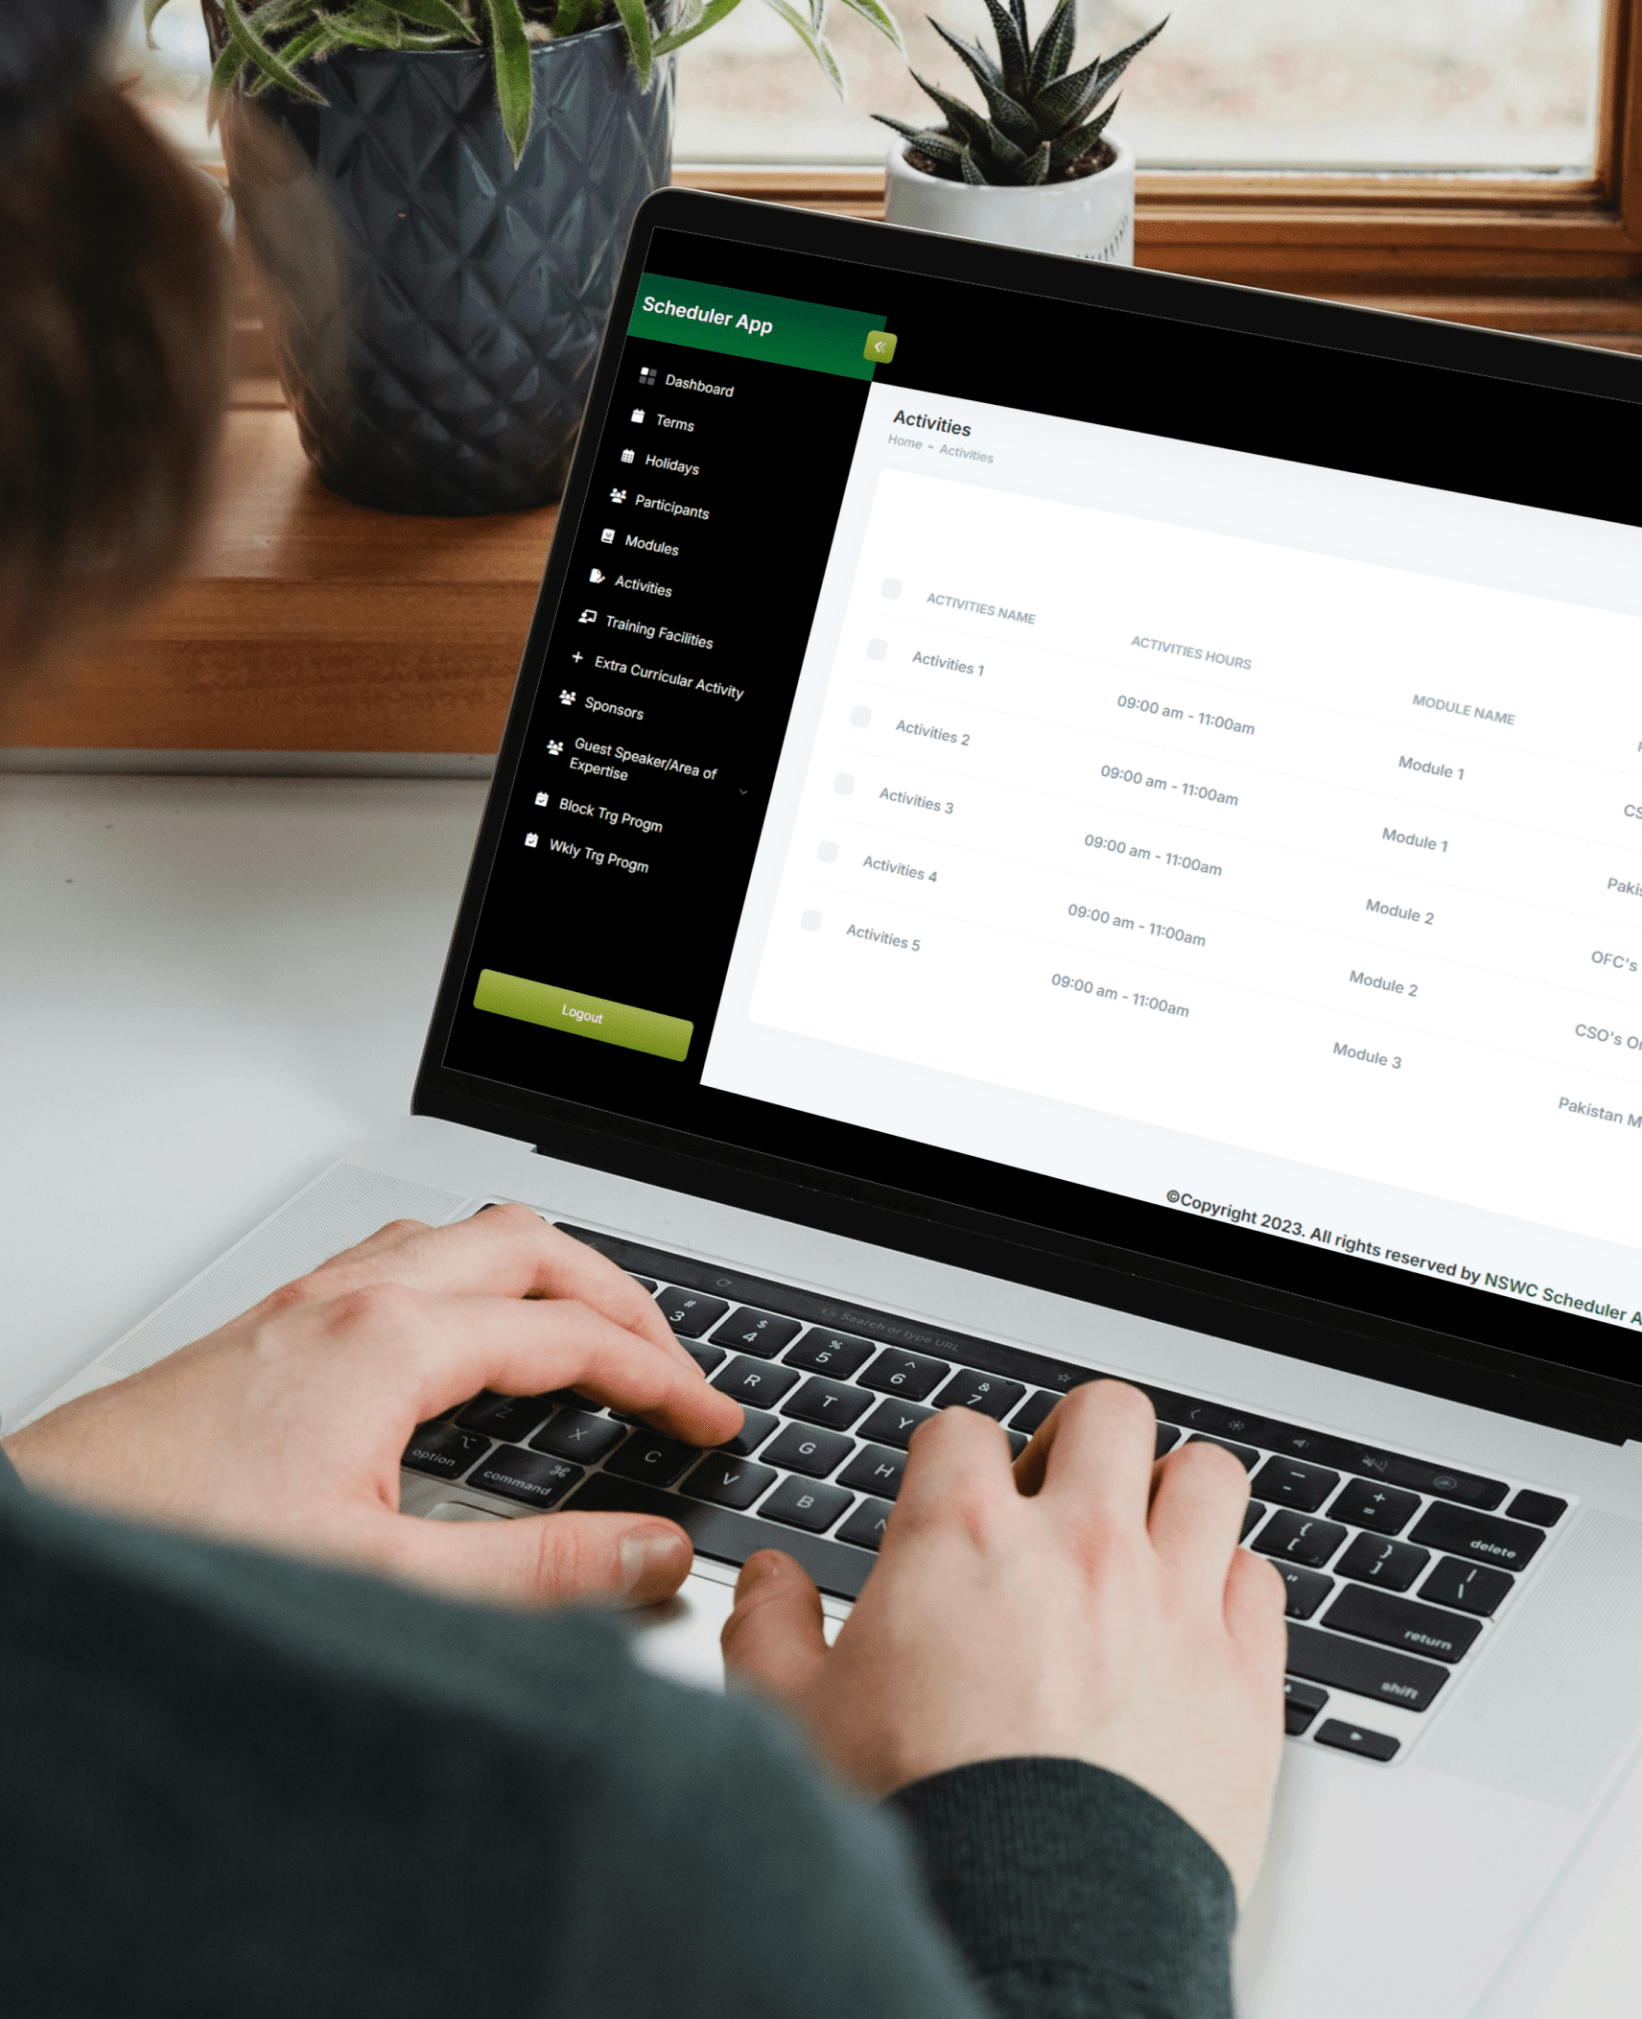 Scheduler App
Dashboard
Terms
Holidays
Participants
Modules
Activities
Training Facilities
Extra Curricular Activity
Sponsors
Guest Speaker/Area of
Expertise
Block Trg Progm
Wkly Trg Progm
Logout
Activities
Home - Activities
ACTIVITIES NAME ACTIVITIES HOURS MODULE NAME
Activities 1 09:00 am - 11:00am Module 1
Activities 2 09:00 am - 11:00am Module 1
Activities 3 09:00 am - 11:00am Module 2 OFC's
Activities 4 09:00 am - 11:00am Module 2 CSO's
Activities 5 09:00 am - 11:00am Module 3 Pakistan
©Copyright 2023. All rights reserved by NSWC Scheduler
Search or type URL
# 3 $ 4 % 5 ^ 6 & 7 - + = delete
R T Y { [ } ] \
G H return
Z X C V B N shift
option command ⌘